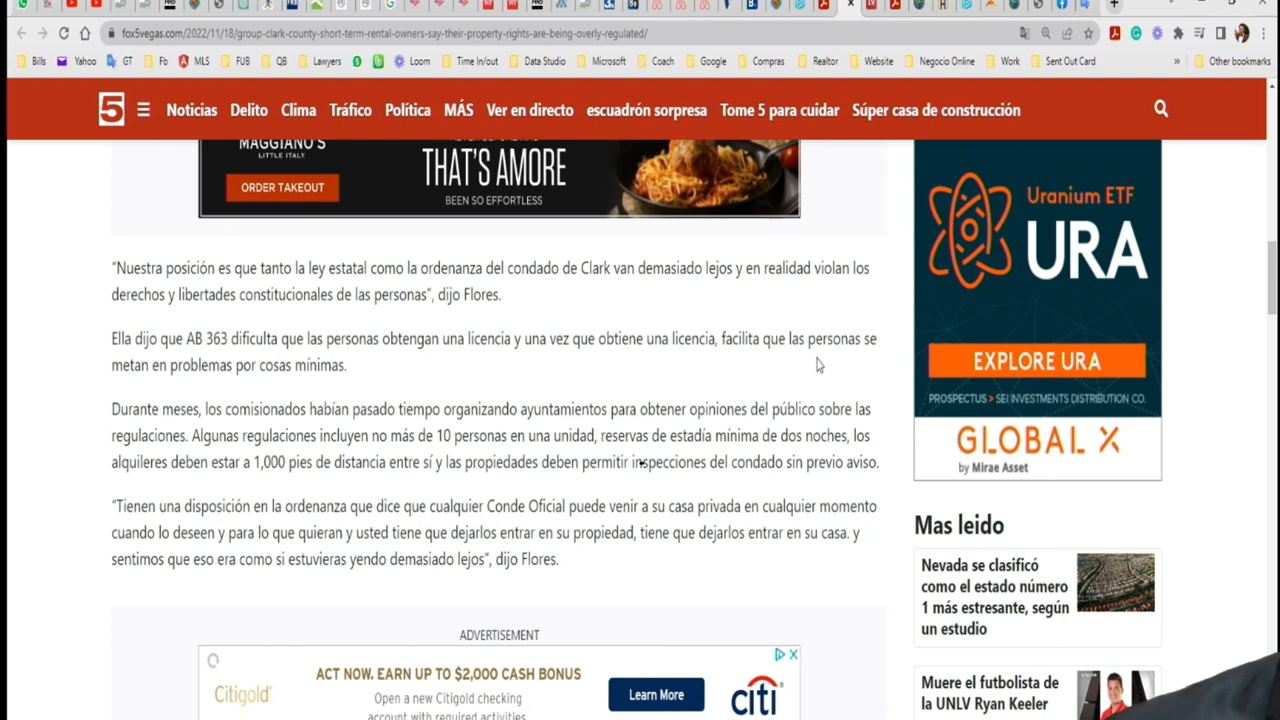 fox5vegas.com/2022/11/18/group-clark-county-short-term-rental-owners-say-their-property-rights-are-being-overly-regulated/
Bills Yahoo GT Fb MLS FUB QB Lawyers Loom Time In/out Data Studio Microsoft Coach Google Compras Realtor Website Negocio Online Work Sent Out Card » Other bookmarks
5 Noticias Delito Clima Tráfico Política MÁS Ver en directo escuadrón sorpresa Tome 5 para cuidar Súper casa de construcción
MAGGIANO'S
LITTLE ITALY
ORDER TAKEOUT
THAT'S AMORE
BEEN SO EFFORTLESS
Uranium ETF
URA
EXPLORE URA
PROSPECTUS > SEI INVESTMENTS DISTRIBUTION CO.
GLOBAL X
by Mirae Asset
“Nuestra posición es que tanto la ley estatal como la ordenanza del condado de Clark van demasiado lejos y en realidad violan los
derechos y libertades constitucionales de las personas”, dijo Flores.
Ella dijo que AB 363 dificulta que las personas obtengan una licencia y una vez que obtiene una licencia, facilita que las personas se
metan en problemas por cosas mínimas.
Durante meses, los comisionados habían pasado tiempo organizando ayuntamientos para obtener opiniones del público sobre las
regulaciones. Algunas regulaciones incluyen no más de 10 personas en una unidad, reservas de estadía mínima de dos noches, los
alquileres deben estar a 1,000 pies de distancia entre sí y las propiedades deben permitir inspecciones del condado sin previo aviso.
“Tienen una disposición en la ordenanza que dice que cualquier Conde Oficial puede venir a su casa privada en cualquier momento
cuando lo deseen y para lo que quieran y usted tiene que dejarlos entrar en su propiedad, tiene que dejarlos entrar en su casa. y
sentimos que eso era como si estuvieras yendo demasiado lejos”, dijo Flores.
Mas leido
Nevada se clasificó
como el estado número
1 más estresante, según
un estudio
Muere el futbolista de
la UNLV Ryan Keeler
ADVERTISEMENT
Citigold
ACT NOW. EARN UP TO $2,000 CASH BONUS
Open a new Citigold checking
account with required activities
Learn More
citi